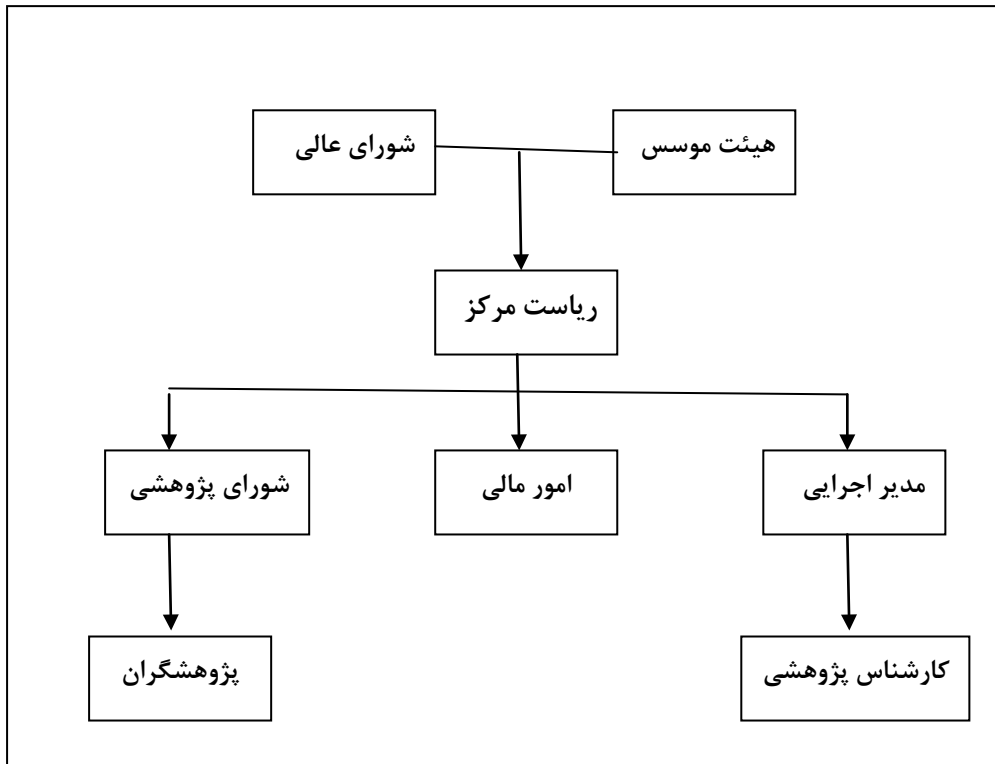 هیئت موسس
شورای عالی
ریاست مرکز
مدیر اجرایی
امور مالی
شورای پژوهشی
کارشناس پژوهشی
پژوهشگران